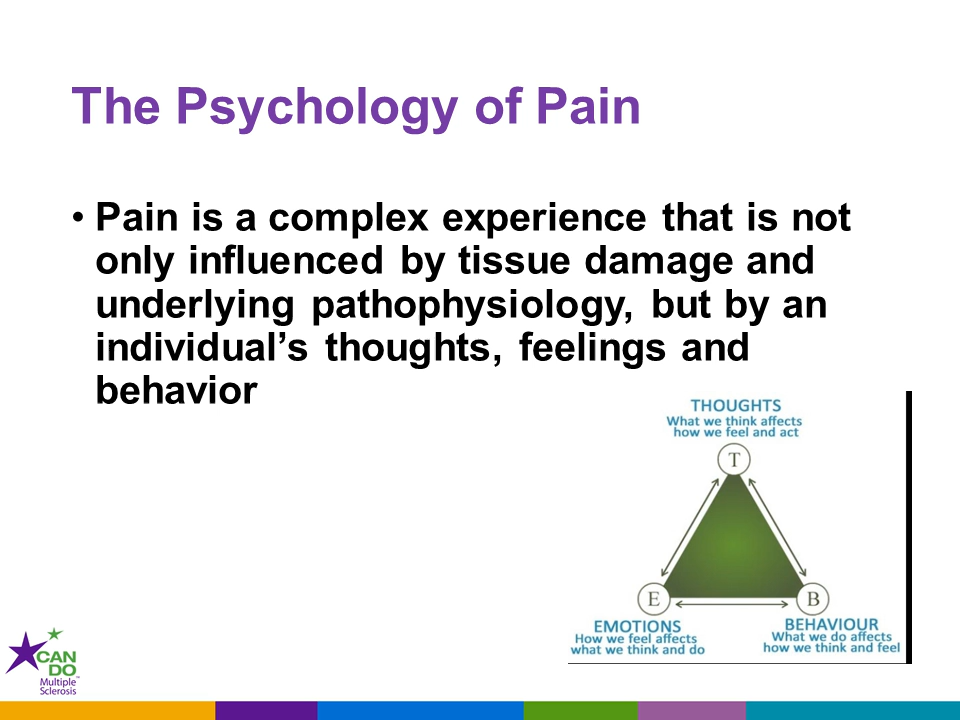 The Psychology of Pain
• Pain is a complex experience that is not
only influenced by tissue damage and
underlying pathophysiology, but by an
individual’s thoughts, feelings and
behavior
THOUGHTS
What we think affects
how we feel and act
T
E
B
EMOTIONS
How we feel affects
what we think and do
BEHAVIOUR
What we do affects
how we think and feel
CAN
DO™
Multiple
Sclerosis